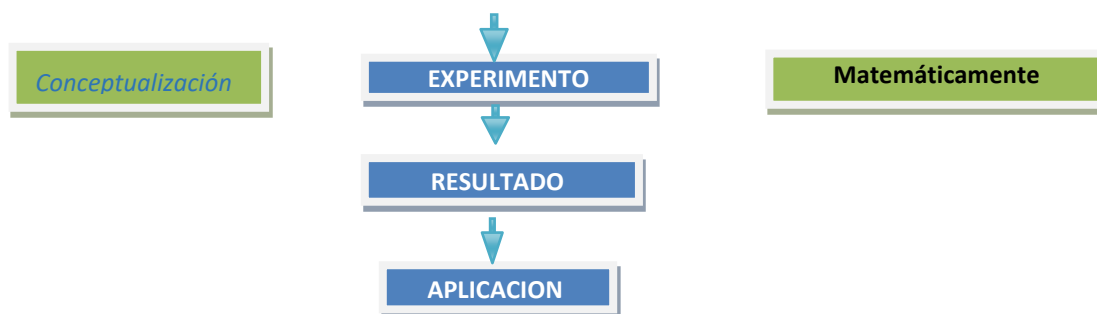 Conceptualización
EXPERIMENTO
Matemáticamente
RESULTADO
APLICACION